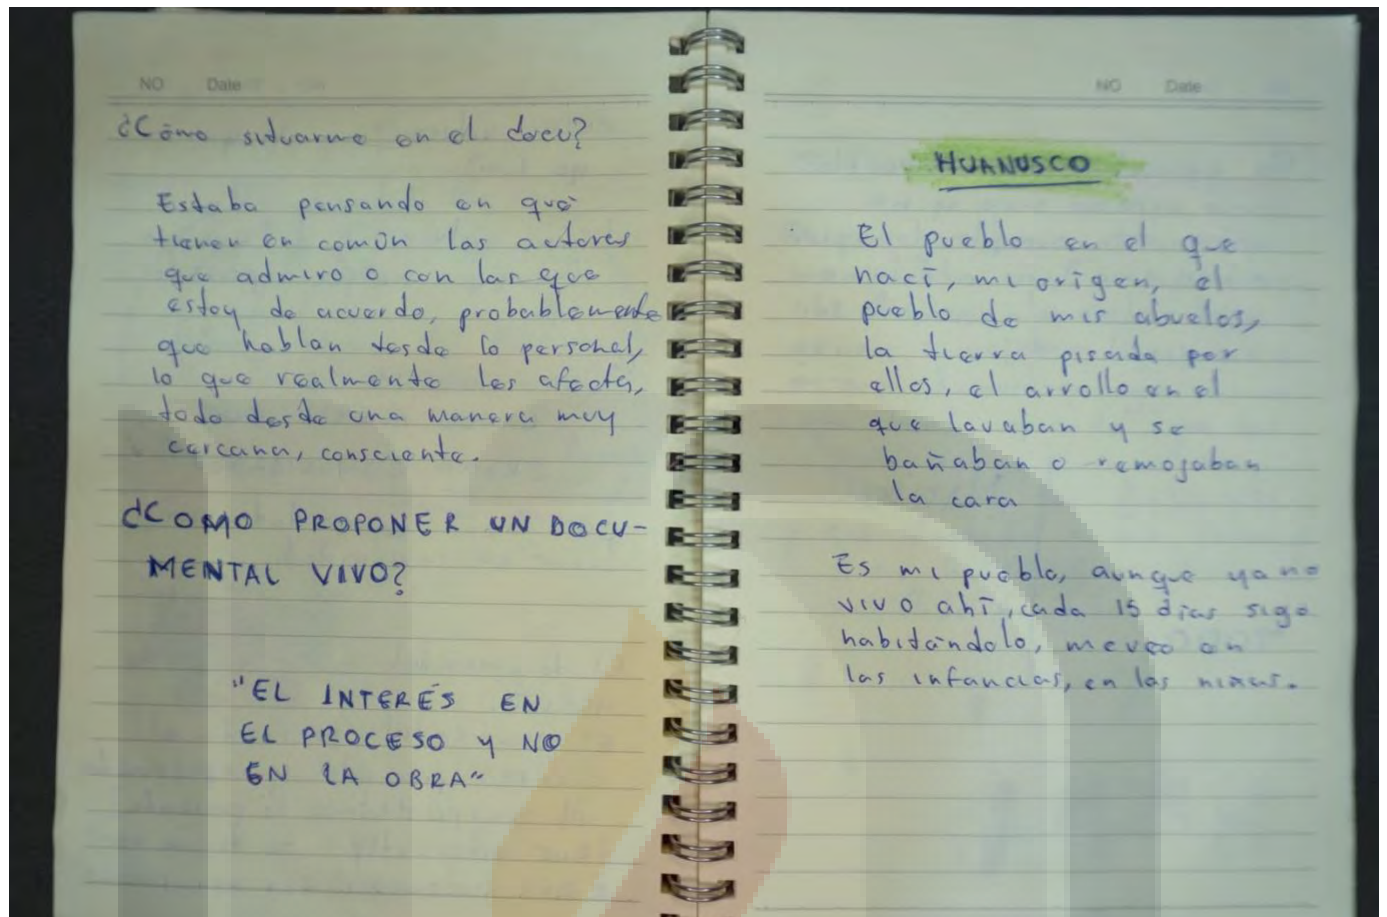 NO Date
¿Cómo situarme en el docu?
Estaba pensando en qué
tienen en común las autoras
que admiro o con las que
estoy de acuerdo, probablemente
que hablan desde lo personal,
lo que realmente les afecta,
todo desde una manera muy
cercana, consciente.
¿COMO PROPONER UN DOCU-
MENTAL VIVO?
"EL INTERÉS EN
EL PROCESO Y NO
EN LA OBRA"
NO Date
HUANUSCO
El pueblo en el que
nací, mi origen, el
pueblo de mis abuelos,
la tierra pisada por
ellos, el arrollo en el
que lavaban y se
bañaban o remojaban
la cara
Es mi pueblo, aunque ya no
vivo ahí, cada 15 días sigo
habitándolo, me veo en
las infancias, en las niñas.